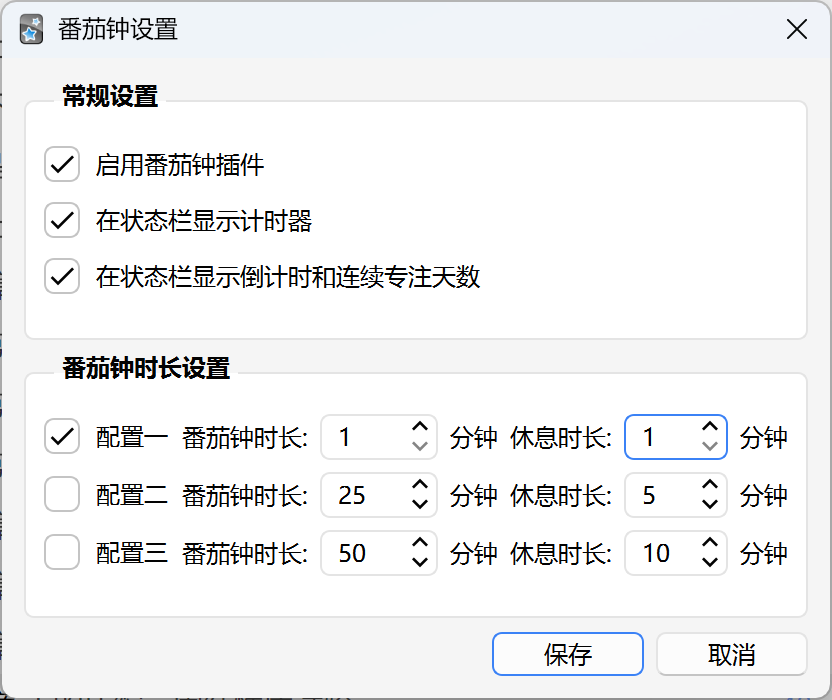 番茄钟设置
常规设置
启用番茄钟插件
在状态栏显示计时器
在状态栏显示倒计时和连续专注天数
番茄钟时长设置
配置一 番茄钟时长: 1 分钟 休息时长: 1 分钟
配置二 番茄钟时长: 25 分钟 休息时长: 5 分钟
配置三 番茄钟时长: 50 分钟 休息时长: 10 分钟
保存 取消